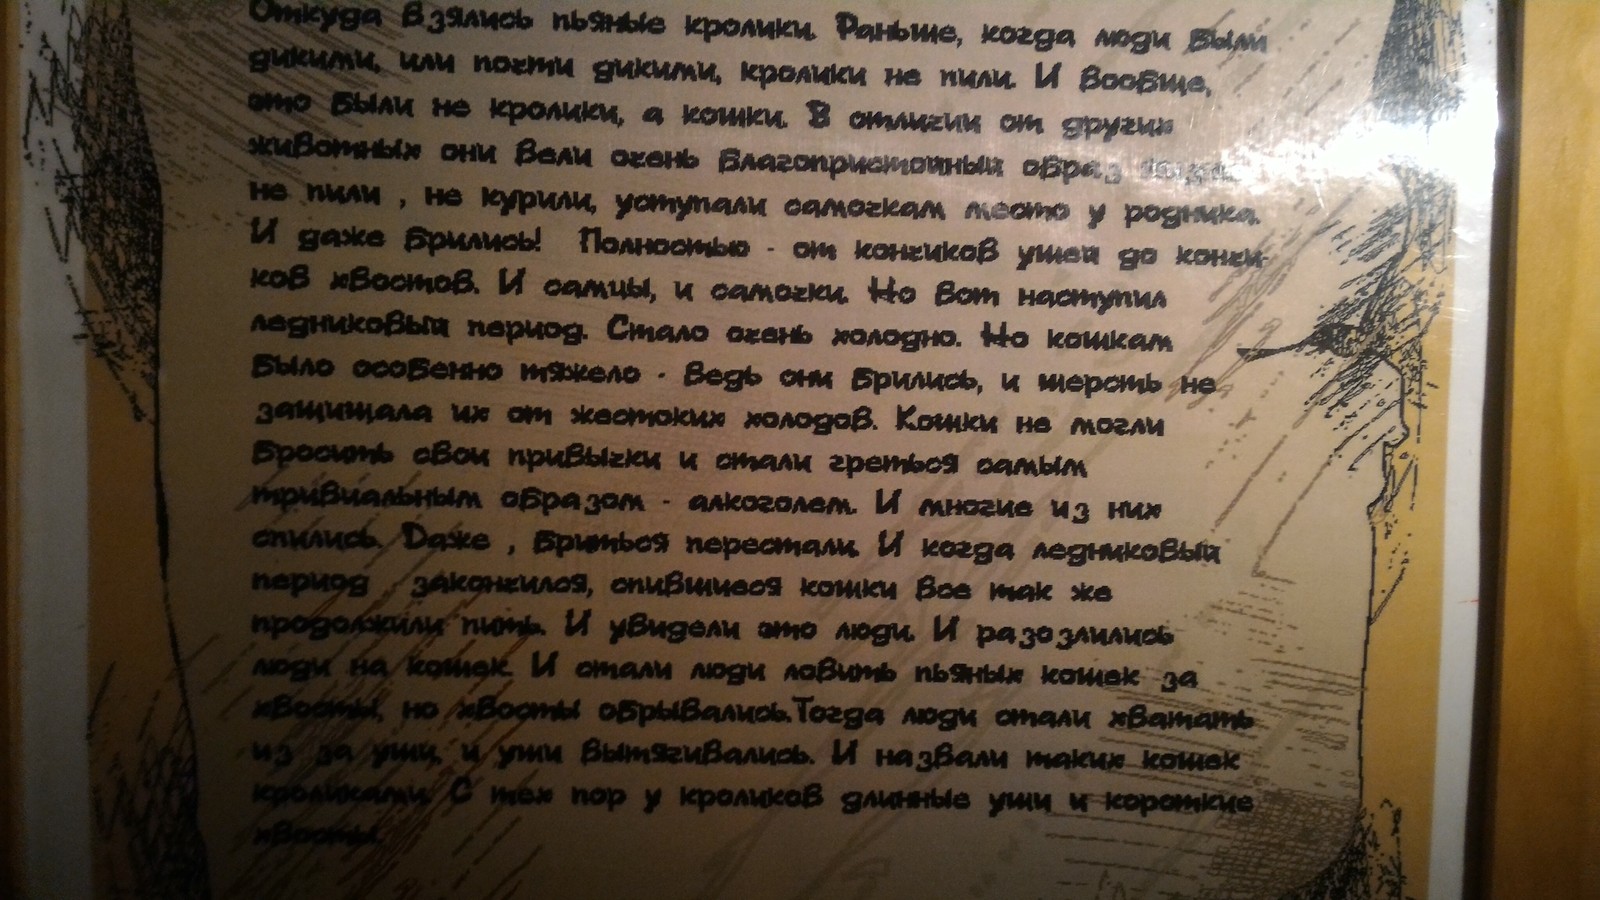 Откуда взялись пьяные кролики. Раньше, когда люди были
дикими, или почти дикими, кролики не пили. И вообще,
это были не кролики, а кошки. В отличии от других
животных они вели очень благопристойный образ
не пили , не курили, уступали самочкам место у родника.
И даже брились! Полностью - от кончиков ушей до кончи-
ков хвостов. И самцы, и самочки. Но вот наступил
ледниковый период. Стало очень холодно. Но кошкам
было особенно тяжело - ведь они брились, и шерсть не
защищала их от жестоких холодов. Кошки не могли
бросить свои привычки и стали греться самым
тривиальным образом - алкоголем. И многие из них
спились. Даже , бриться перестали. И когда ледниковый
период закончился, спившиеся кошки все так же
продолжили пить. И увидели это люди. И разозлились
люди на кошек. И стали люди ловить пьяных кошек за
хвосты, но хвосты обрывались.Тогда люди стали хватать
из за уши, и уши вытягивались. И назвали таких кошек
кроликами. С тех пор у кроликов длинные уши и короткие
хвосты.